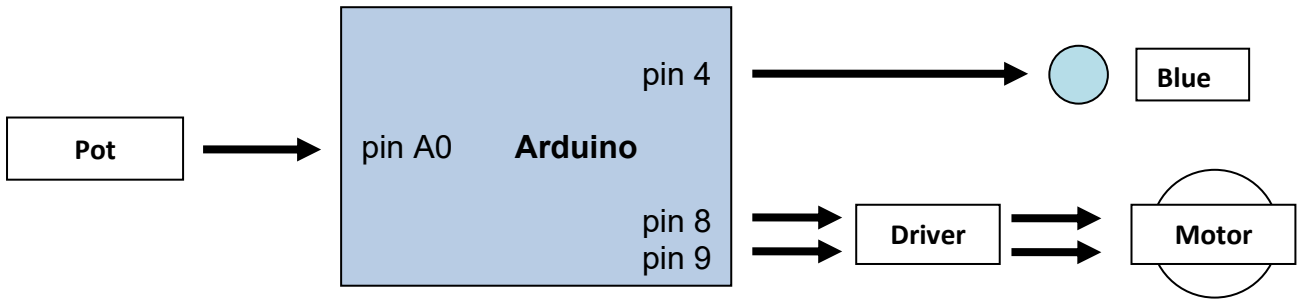 pin 4
Blue
Pot
pin A0 Arduino
pin 8
Driver
Motor
pin 9